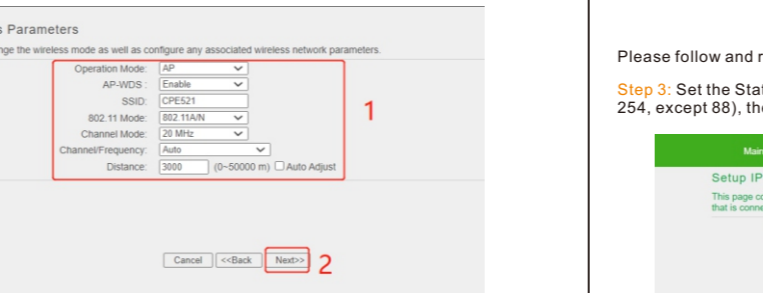 s Parameters
nge the wireless mode as well as configure any associated wireless network parameters.
Operation Mode: AP
AP-WDS : Enable
SSID: CPE521
802.11 Mode: 802.11A/N
Channel Mode: 20 MHz
Channel/Frequency: Auto
Distance: 3000 (0~50000 m) Auto Adjust
1
Cancel <<Back Next>> 2
Please follow and r
Step 3: Set the Stat
254, except 88), the
Main
Setup IP
This page co
that is conne